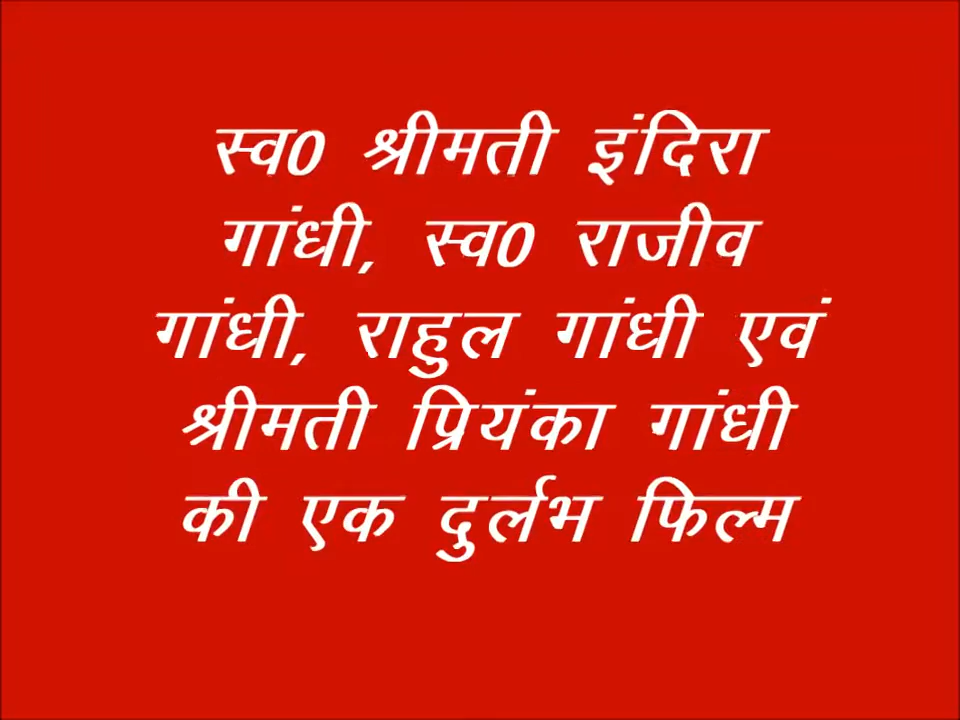 स्व0 श्रीमती इंदिरा
गांधी, स्व0 राजीव
गांधी, राहुल गांधी एवं
श्रीमती प्रियंका गांधी
की एक दुर्लभ फिल्म